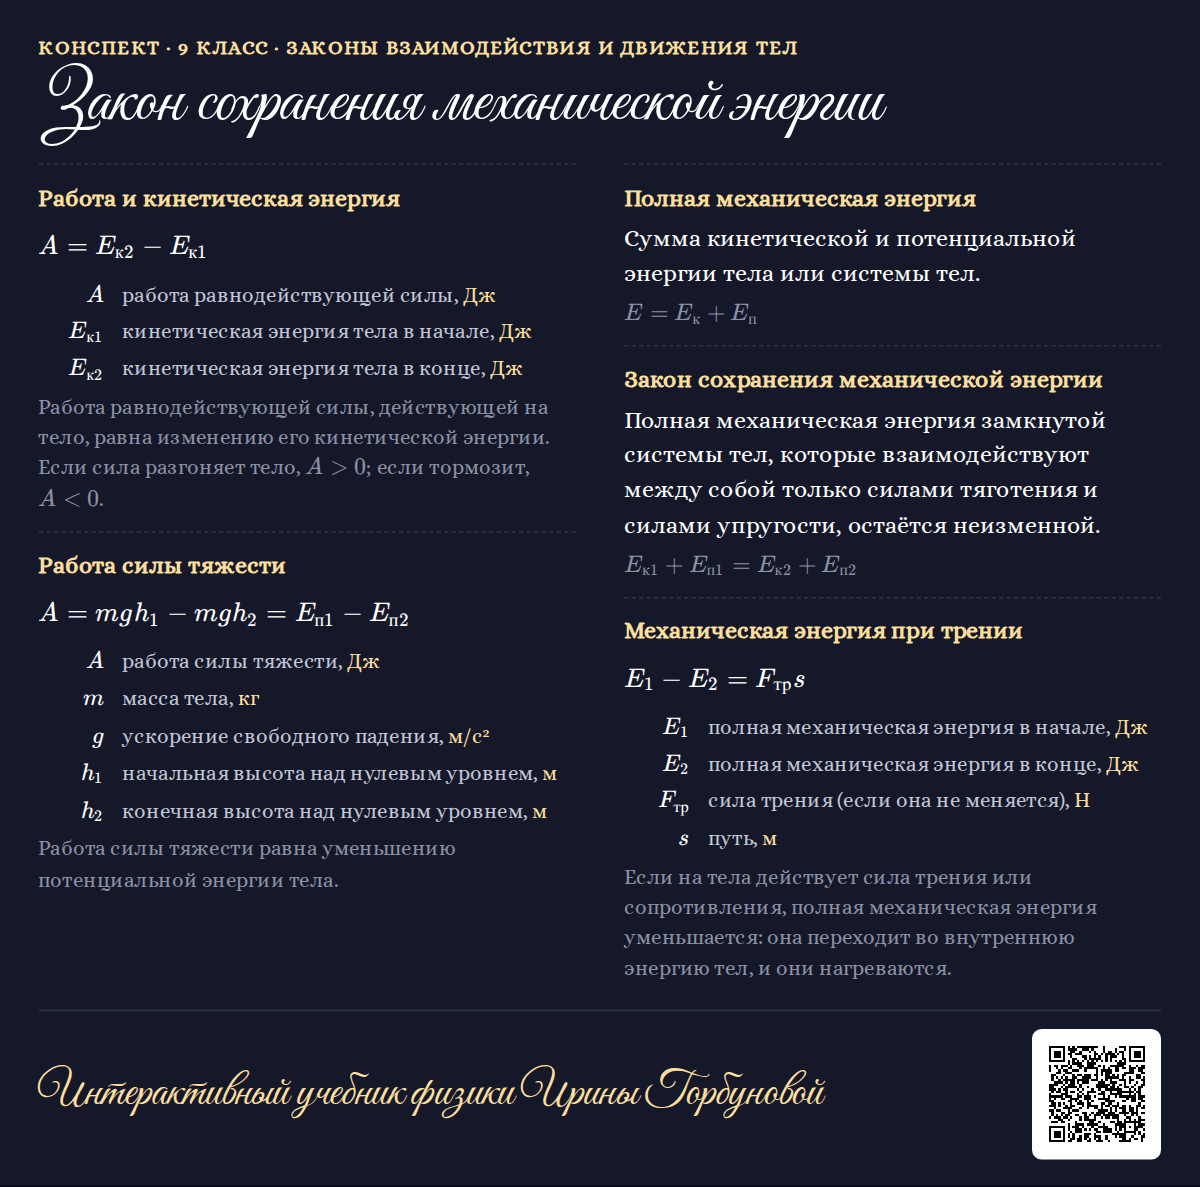 КОНСПЕКТ · 9 КЛАСС · ЗАКОНЫ ВЗАИМОДЕЙСТВИЯ И ДВИЖЕНИЯ ТЕЛ
Закон сохранения механической энергии
Работа и кинетическая энергия
A = Eк2 − Eк1
A работа равнодействующей силы, Дж
Eк1 кинетическая энергия тела в начале, Дж
Eк2 кинетическая энергия тела в конце, Дж
Работа равнодействующей силы, действующей на
тело, равна изменению его кинетической энергии.
Если сила разгоняет тело, A > 0; если тормозит,
A < 0.
Работа силы тяжести
A = mgh₁ − mgh₂ = Eп1 − Eп2
A работа силы тяжести, Дж
m масса тела, кг
g ускорение свободного падения, м/с²
h₁ начальная высота над нулевым уровнем, м
h₂ конечная высота над нулевым уровнем, м
Работа силы тяжести равна уменьшению
потенциальной энергии тела.
Полная механическая энергия
Сумма кинетической и потенциальной
энергии тела или системы тел.
E = Eк + Eп
Закон сохранения механической энергии
Полная механическая энергия замкнутой
системы тел, которые взаимодействуют
между собой только силами тяготения и
силами упругости, остаётся неизменной.
Eк1 + Eп1 = Eк2 + Eп2
Механическая энергия при трении
E₁ − E₂ = Fтрs
E₁ полная механическая энергия в начале, Дж
E₂ полная механическая энергия в конце, Дж
Fтр сила трения (если она не меняется), Н
s путь, м
Если на тела действует сила трения или
сопротивления, полная механическая энергия
уменьшается: она переходит во внутреннюю
энергию тел, и они нагреваются.
Интерактивный учебник физики Ирины Горбуновой